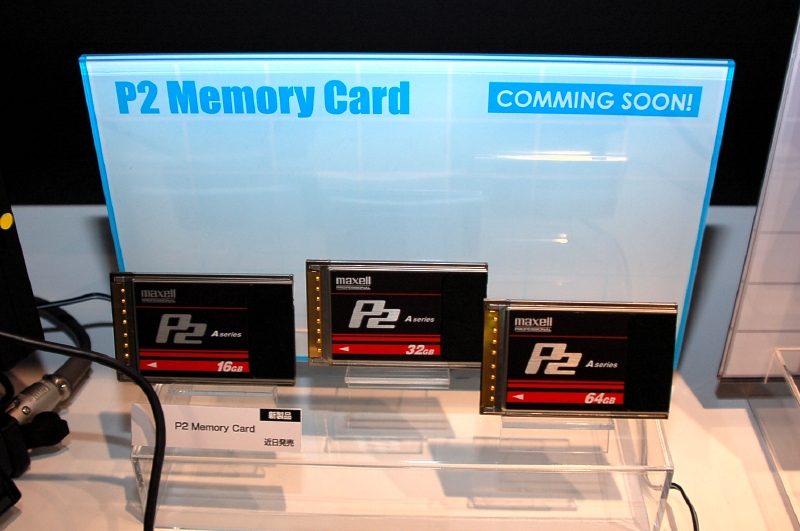 P2 Memory Card
COMMING SOON!
maxell
PROFESSIONAL
P2 A SERIES
16GB
maxell
PROFESSIONAL
P2 A SERIES
32GB
maxell
PROFESSIONAL
P2 A SERIES
64GB
新製品
P2 Memory Card
近日発売